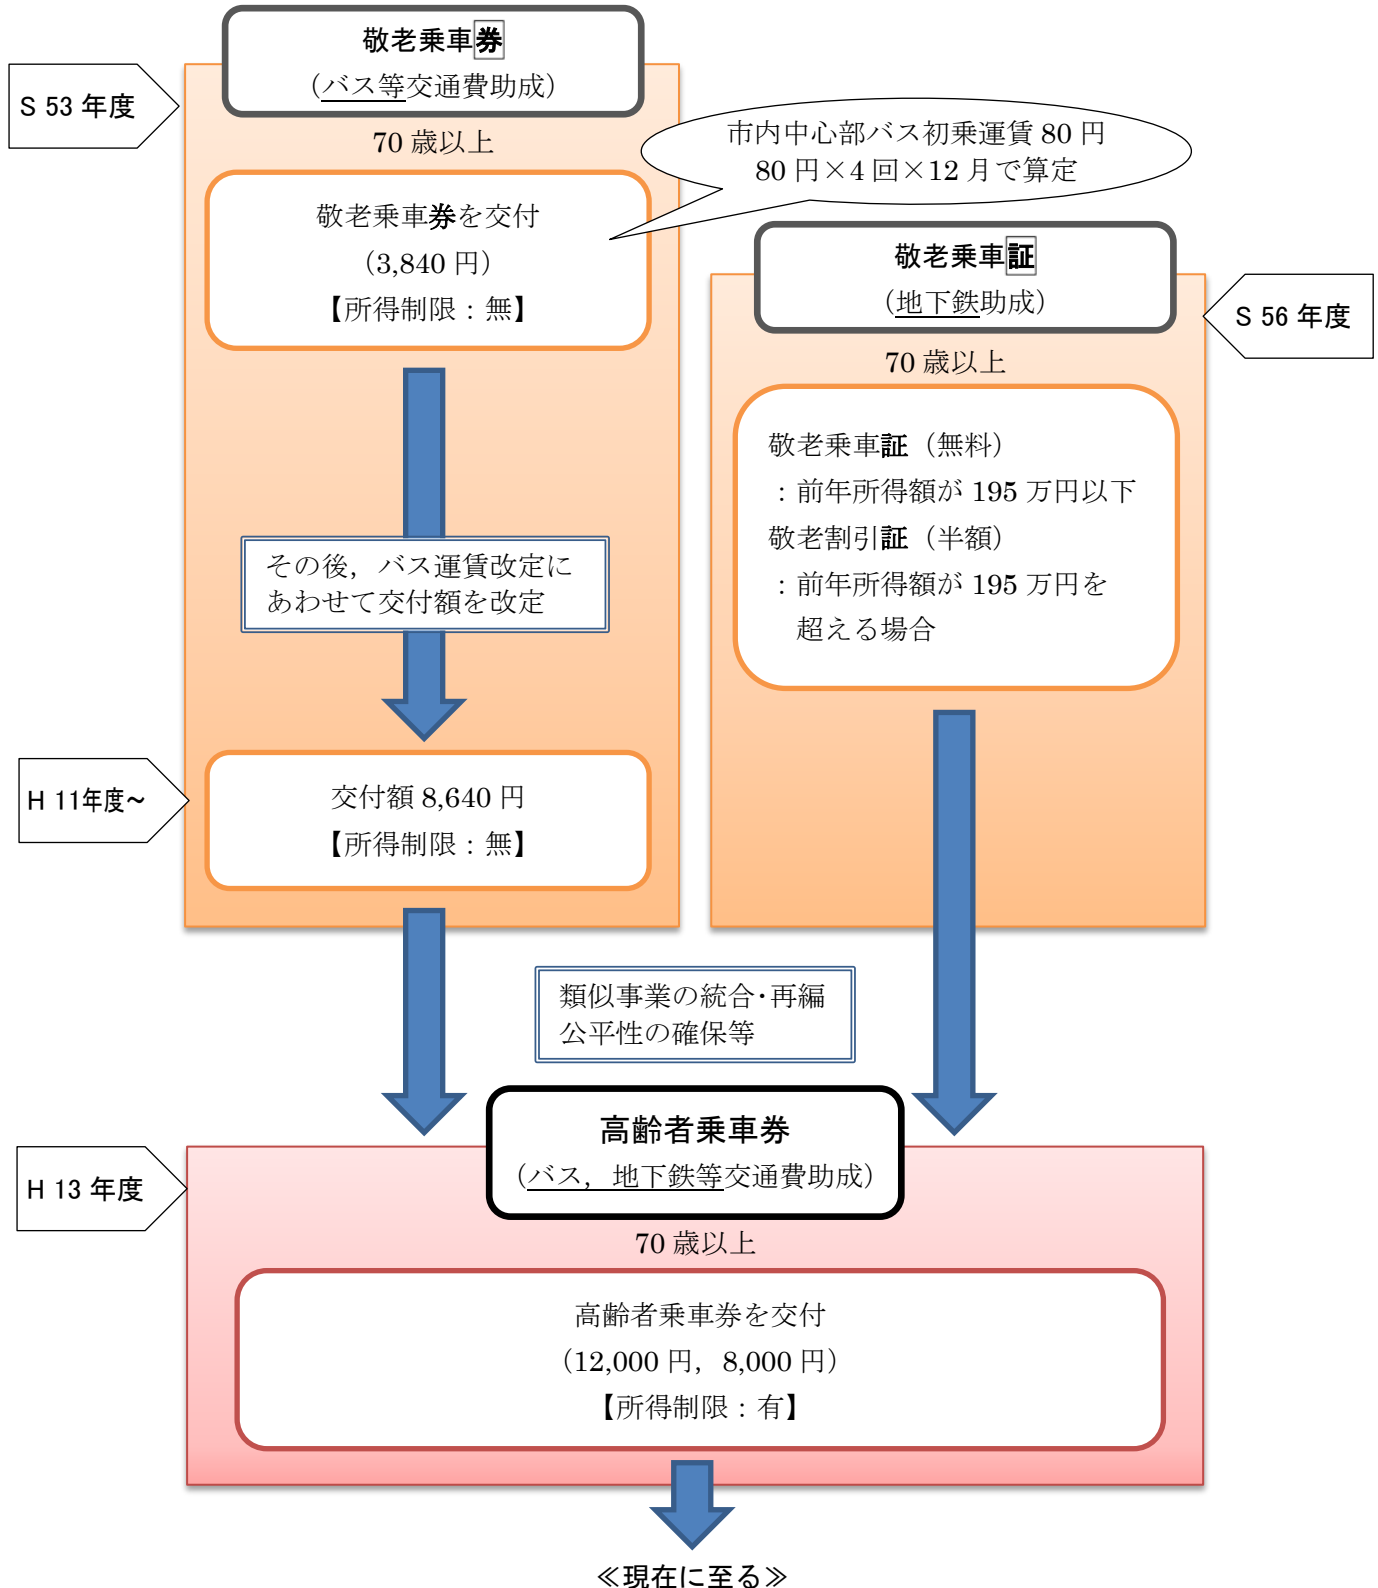 敬老乗車券
（バス等交通費助成）
S 53 年度
70 歳以上
市内中心部バス初乗運賃 80 円
80 円×4 回×12 月で算定
敬老乗車券を交付
（3,840 円）
【所得制限：無】
敬老乗車証
（地下鉄助成）
S 56 年度
70 歳以上
敬老乗車証（無料）
：前年所得額が 195 万円以下
敬老割引証（半額）
：前年所得額が 195 万円を
超える場合
その後，バス運賃改定に
あわせて交付額を改定
H 11年度～
交付額 8,640 円
【所得制限：無】
類似事業の統合・再編
公平性の確保等
高齢者乗車券
（バス，地下鉄等交通費助成）
H 13 年度
70 歳以上
高齢者乗車券を交付
（12,000 円，8,000 円）
【所得制限：有】
≪現在に至る≫